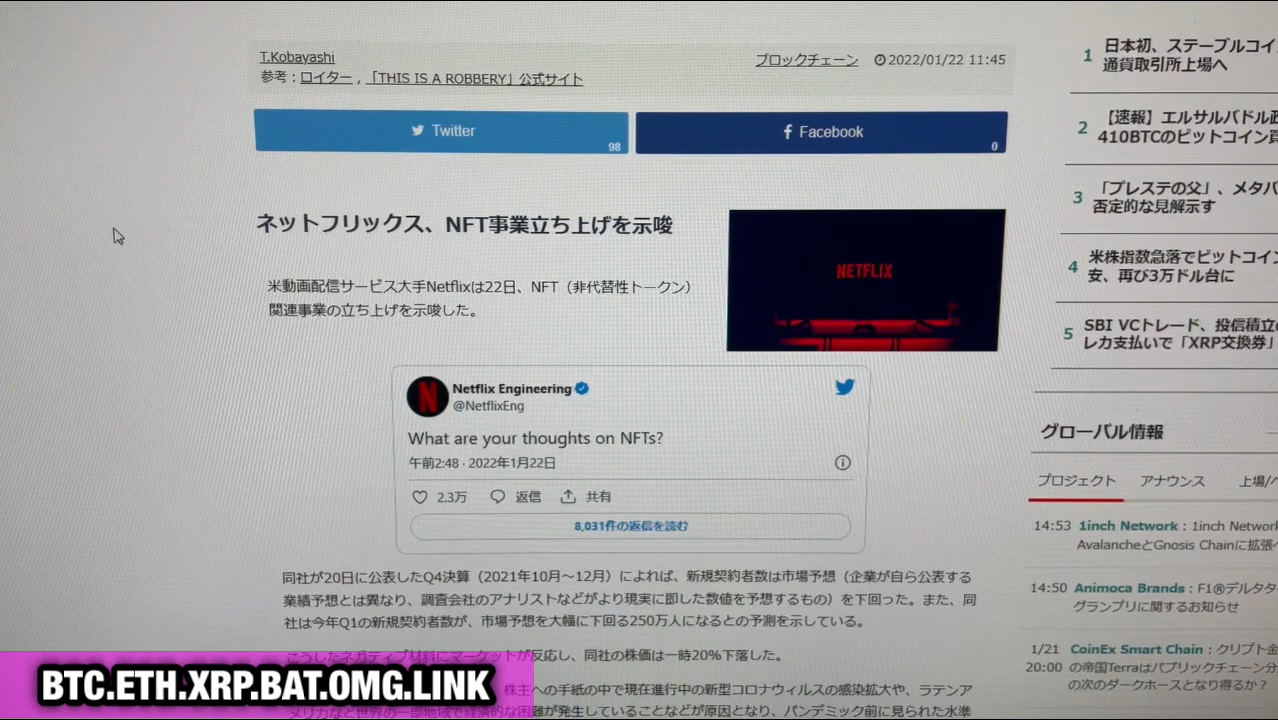 T.Kobayashi
ブロックチェーン 2022/01/22 11:45
参考：ロイター , 「THIS IS A ROBBERY」公式サイト
Twitter
98
Facebook
0
ネットフリックス、NFT事業立ち上げを示唆
米動画配信サービス大手Netflixは22日、NFT（非代替性トークン）
関連事業の立ち上げを示唆した。
NETFLIX
N
Netflix Engineering
@NetflixEng
What are your thoughts on NFTs?
午前2:48 · 2022年1月22日
2.3万 返信 共有
8,031件の返信を読む
同社が20日に公表したQ4決算（2021年10月～12月）によれば、新規契約者数は市場予想（企業が自ら公表する
業績予想とは異なり、調査会社のアナリストなどがより現実に即した数値を予想するもの）を下回った。また、同
社は今年Q1の新規契約者数が、市場予想を大幅に下回る250万人になるとの予測を示している。
こうしたネガティブ材料にマーケットが反応し、同社の株価は一時20%下落した。
株主への手紙の中で現在進行中の新型コロナウィルスの感染拡大や、ラテンア
メリカなど世界の一部地域で経済的な困難が発生していることなどが原因となり、パンデミック前に見られた水準
1 日本初、ステーブルコイ
通貨取引所上場へ
2 【速報】エルサルバドル政
410BTCのビットコイン買
3 「プレステの父」、メタバ
否定的な見解示す
4 米株指数急落でビットコイン
安、再び3万ドル台に
5 SBI VCトレード、投信積立の
レカ支払いで「XRP交換券」
グローバル情報
プロジェクト アナウンス 上場/ペ
14:53 1inch Network：1inch Network
AvalancheとGnosis Chainに拡張へ
14:50 Animoca Brands：F1®デルタタ
グランプリに関するお知らせ
1/21 CoinEx Smart Chain：クリプト金
20:00 の帝国Terraはパブリックチェーン分
の次のダークホースとなり得るか？
BTC.ETH.XRP.BAT.OMG.LINK